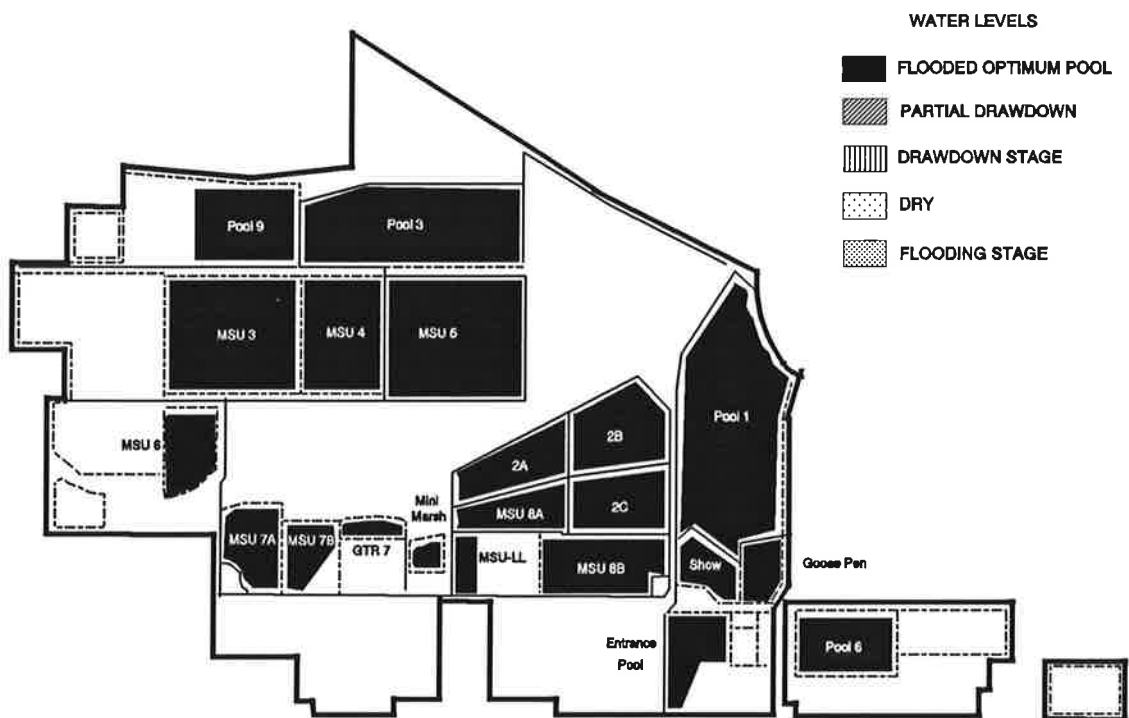 WATER LEVELS
FLOODED OPTIMUM POOL
PARTIAL DRAWDOWN
DRAWDOWN STAGE
DRY
FLOODING STAGE
Pool 9
Pool 3
MSU 3
MSU 4
MSU 5
Pool 1
MSU 6
2B
2A
Mini
Marsh
MSU 8A
2C
MSU 7A
MSU 7B
GTR 7
MSU-LL
MSU 8B
Show
Goose Pen
Entrance
Pool
Pool 6